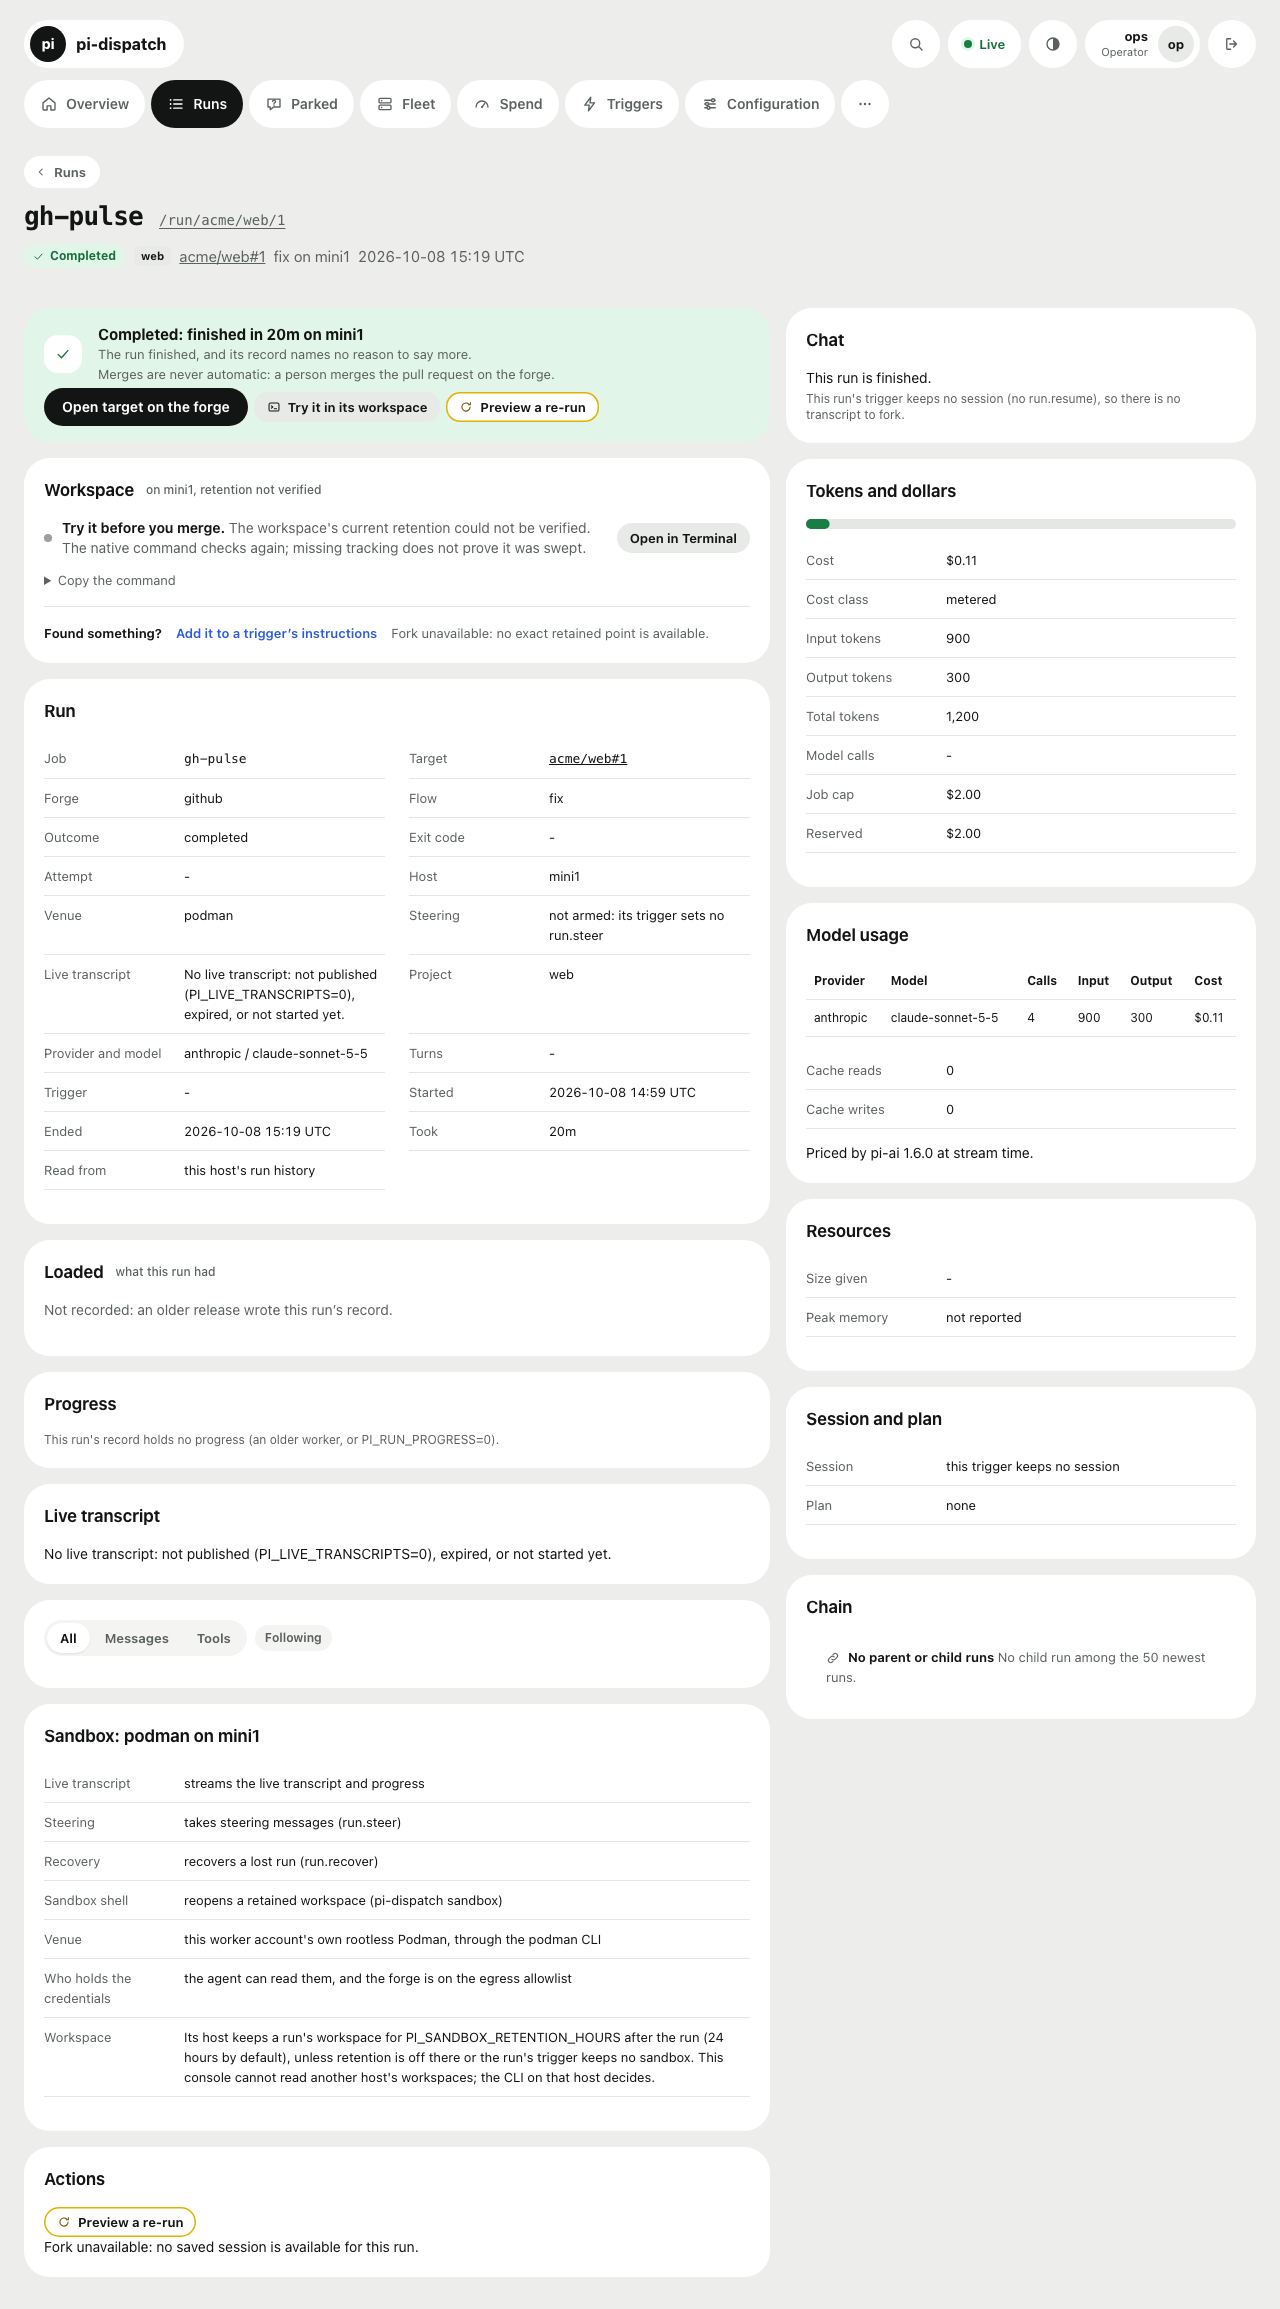 pi
pi-dispatch
Live
ops
Operator
op
Overview
Runs
Parked
Fleet
Spend
Triggers
Configuration
Runs
gh-pulse /run/acme/web/1
Completed web acme/web#1 fix on mini1 2026-10-08 15:19 UTC
Completed: finished in 20m on mini1
The run finished, and its record names no reason to say more.
Merges are never automatic: a person merges the pull request on the forge.
Open target on the forge
Try it in its workspace
Preview a re-run
Workspace on mini1, retention not verified
Try it before you merge. The workspace's current retention could not be verified.
The native command checks again; missing tracking does not prove it was swept.
Open in Terminal
Copy the command
Found something? Add it to a trigger's instructions Fork unavailable: no exact retained point is available.
Run
Job gh-pulse
Target acme/web#1
Forge github
Flow fix
Outcome completed
Exit code -
Attempt -
Host mini1
Venue podman
Steering not armed: its trigger sets no
run.steer
Live transcript No live transcript: not published
(PI_LIVE_TRANSCRIPTS=0),
expired, or not started yet.
Project web
Provider and model anthropic / claude-sonnet-5-5
Turns -
Trigger -
Started 2026-10-08 14:59 UTC
Ended 2026-10-08 15:19 UTC
Took 20m
Read from this host's run history
Loaded what this run had
Not recorded: an older release wrote this run's record.
Progress
This run's record holds no progress (an older worker, or PI_RUN_PROGRESS=0).
Live transcript
No live transcript: not published (PI_LIVE_TRANSCRIPTS=0), expired, or not started yet.
All Messages Tools Following
Sandbox: podman on mini1
Live transcript streams the live transcript and progress
Steering takes steering messages (run.steer)
Recovery recovers a lost run (run.recover)
Sandbox shell reopens a retained workspace (pi-dispatch sandbox)
Venue this worker account's own rootless Podman, through the podman CLI
Who holds the
credentials
the agent can read them, and the forge is on the egress allowlist
Workspace Its host keeps a run's workspace for PI_SANDBOX_RETENTION_HOURS after the run (24
hours by default), unless retention is off there or the run's trigger keeps no sandbox. This
console cannot read another host's workspaces; the CLI on that host decides.
Actions
Preview a re-run
Fork unavailable: no saved session is available for this run.
Chat
This run is finished.
This run's trigger keeps no session (no run.resume), so there is no
transcript to fork.
Tokens and dollars
Cost $0.11
Cost class metered
Input tokens 900
Output tokens 300
Total tokens 1,200
Model calls -
Job cap $2.00
Reserved $2.00
Model usage
Provider Model Calls Input Output Cost
anthropic claude-sonnet-5-5 4 900 300 $0.11
Cache reads 0
Cache writes 0
Priced by pi-ai 1.6.0 at stream time.
Resources
Size given -
Peak memory not reported
Session and plan
Session this trigger keeps no session
Plan none
Chain
No parent or child runs No child run among the 50 newest
runs.